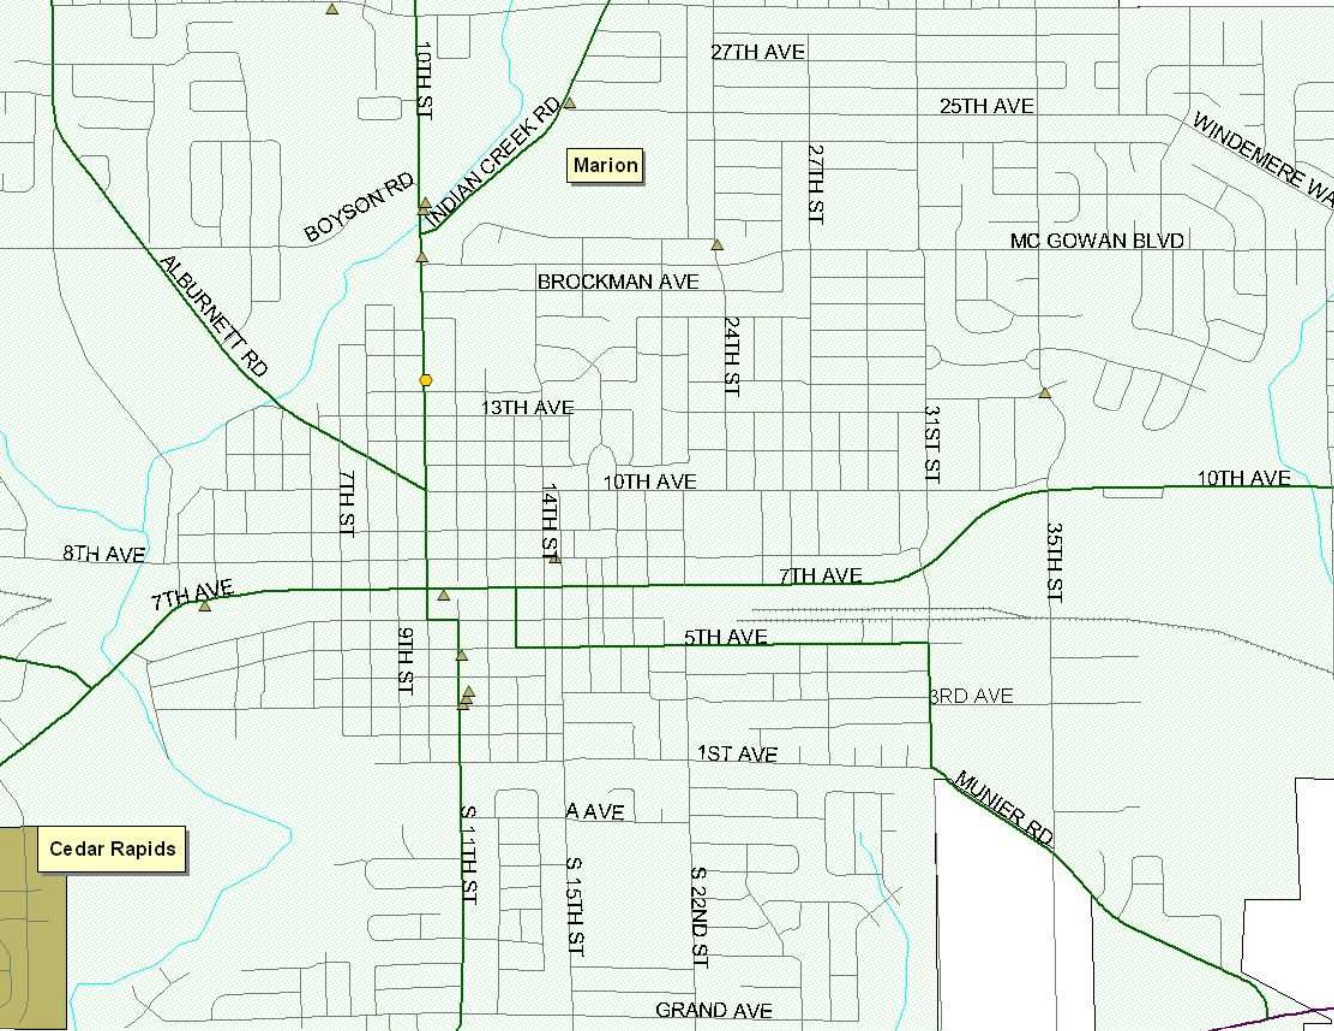 27TH AVE
10TH ST
25TH AVE
WINDEMERE WA
INDIAN CREEK RD
Marion
27TH ST
BOYSON RD
MC GOWAN BLVD
BROCKMAN AVE
ALBURNETT RD
24TH ST
13TH AVE
31ST ST
7TH ST
10TH AVE
10TH AVE
14TH ST
35TH ST
8TH AVE
7TH AVE
7TH AVE
9TH ST
5TH AVE
3RD AVE
1ST AVE
MUNIER RD
A AVE
S 11TH ST
Cedar Rapids
S 15TH ST
S 22ND ST
GRAND AVE